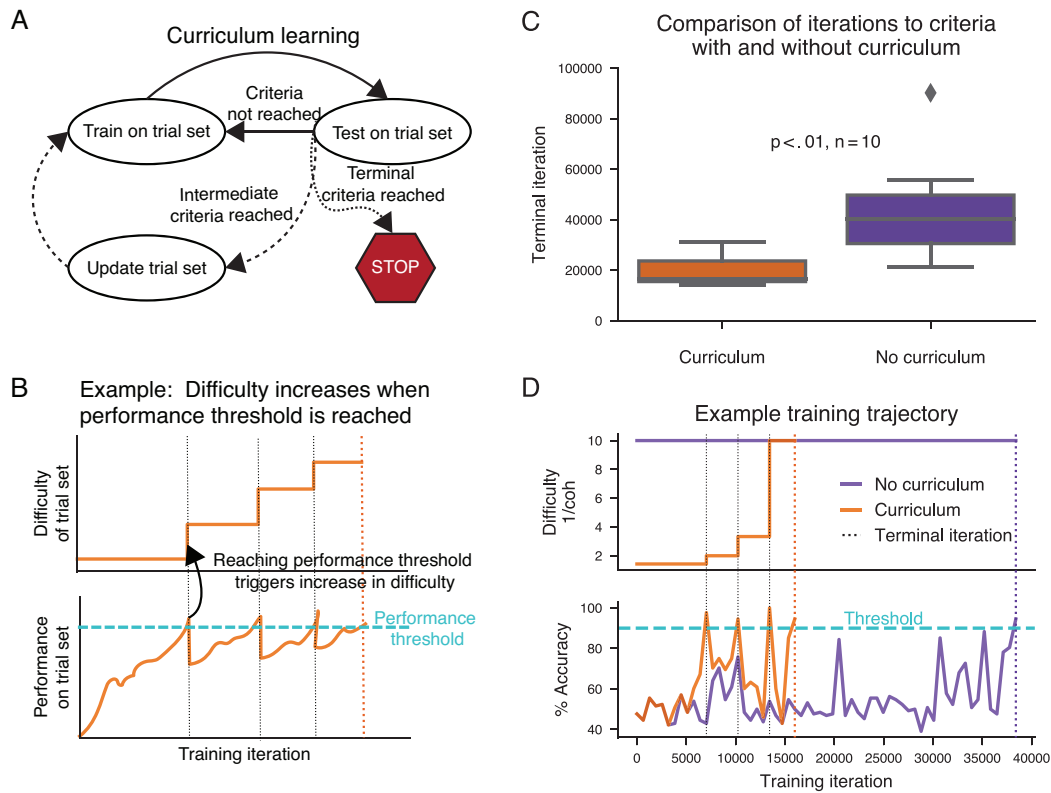 A
Curriculum learning
Criteria
not reached
Train on trial set
Test on trial set
Terminal
criteria reached
Intermediate
criteria reached
Update trial set
STOP
B
Example: Difficulty increases when
performance threshold is reached
Difficulty
of trial set
Reaching performance threshold
triggers increase in difficulty
Performance
threshold
Performance
on trial set
Training iteration
C
Comparison of iterations to criteria
with and without curriculum
100000
80000
60000
40000
20000
0
Terminal iteration
p<.01, n=10
Curriculum
No curriculum
D
Example training trajectory
10
8
6
4
2
Difficulty
1/coh
No curriculum
Curriculum
Terminal iteration
100
80
60
40
% Accuracy
Threshold
0
5000
10000
15000
20000
25000
30000
35000
40000
Training iteration